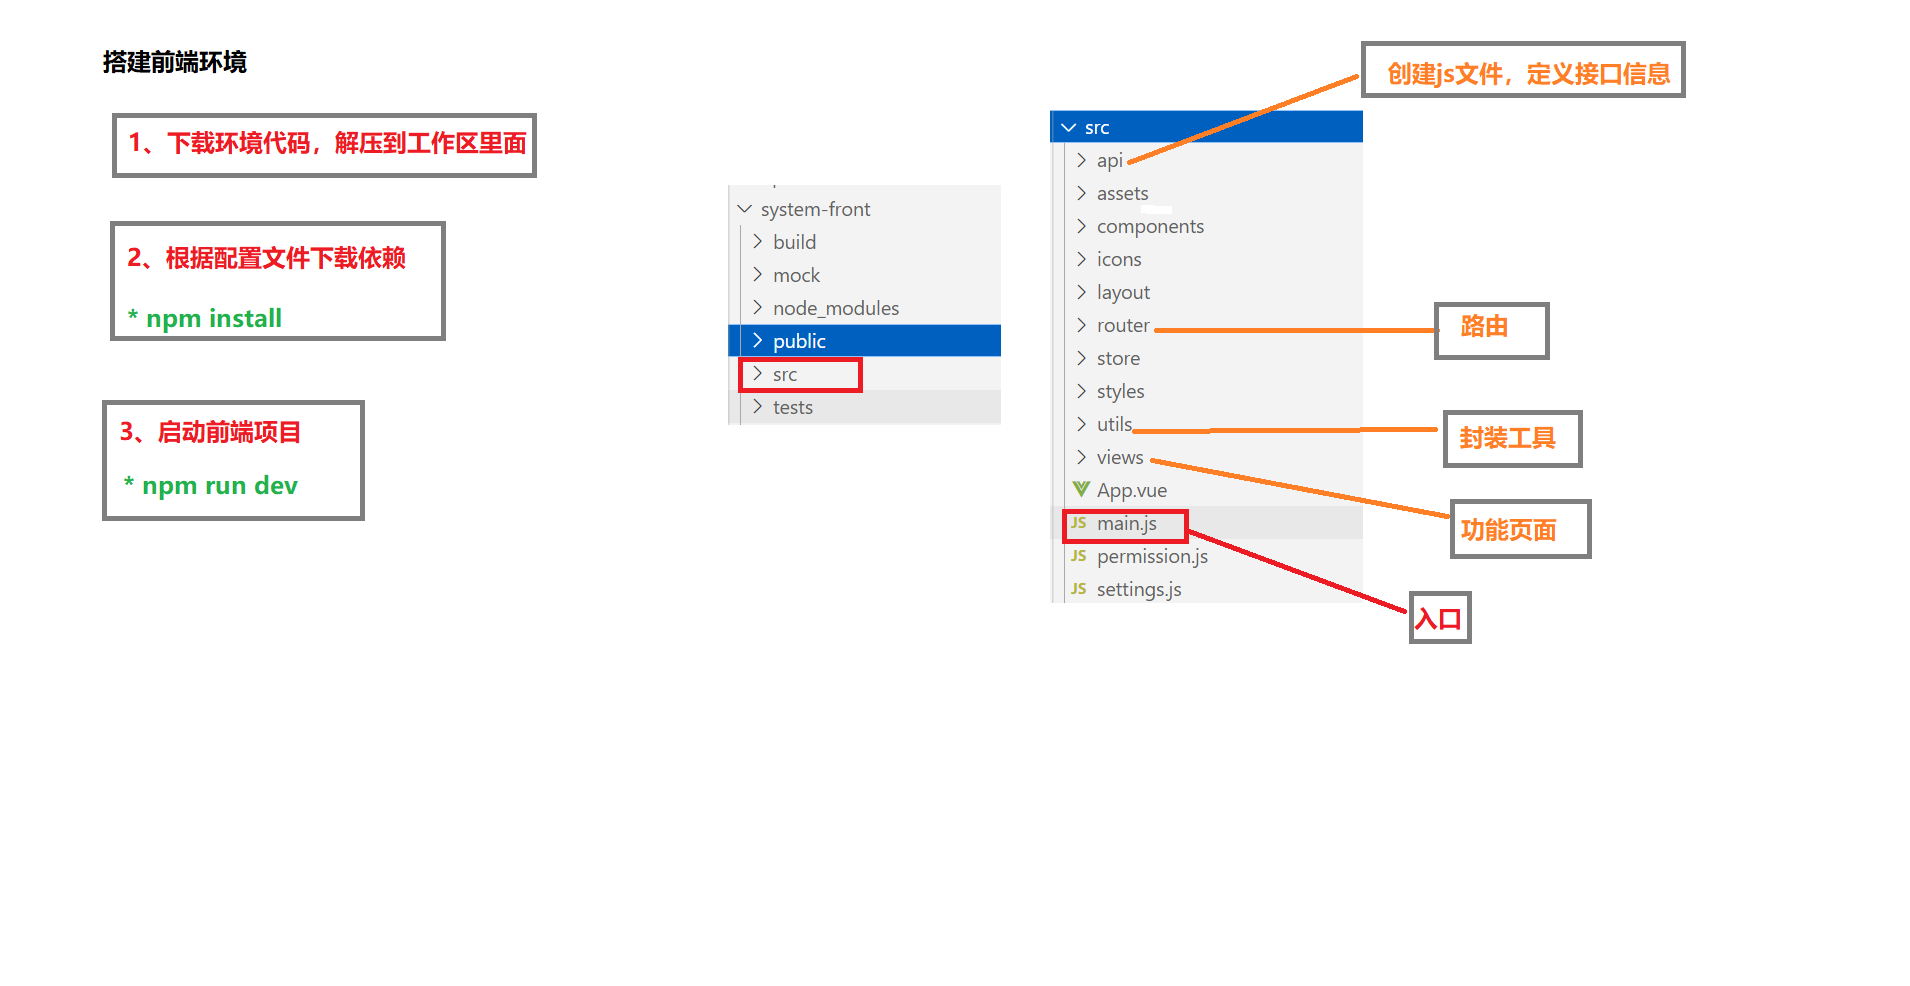 搭建前端环境
1、下载环境代码，解压到工作区里面
2、根据配置文件下载依赖
* npm install
3、启动前端项目
* npm run dev
system-front
build
mock
node_modules
public
src
tests
src
api
assets
components
icons
layout
router
store
styles
utils
views
App.vue
JS main.js
JS permission.js
JS settings.js
创建js文件，定义接口信息
路由
封装工具
功能页面
入口